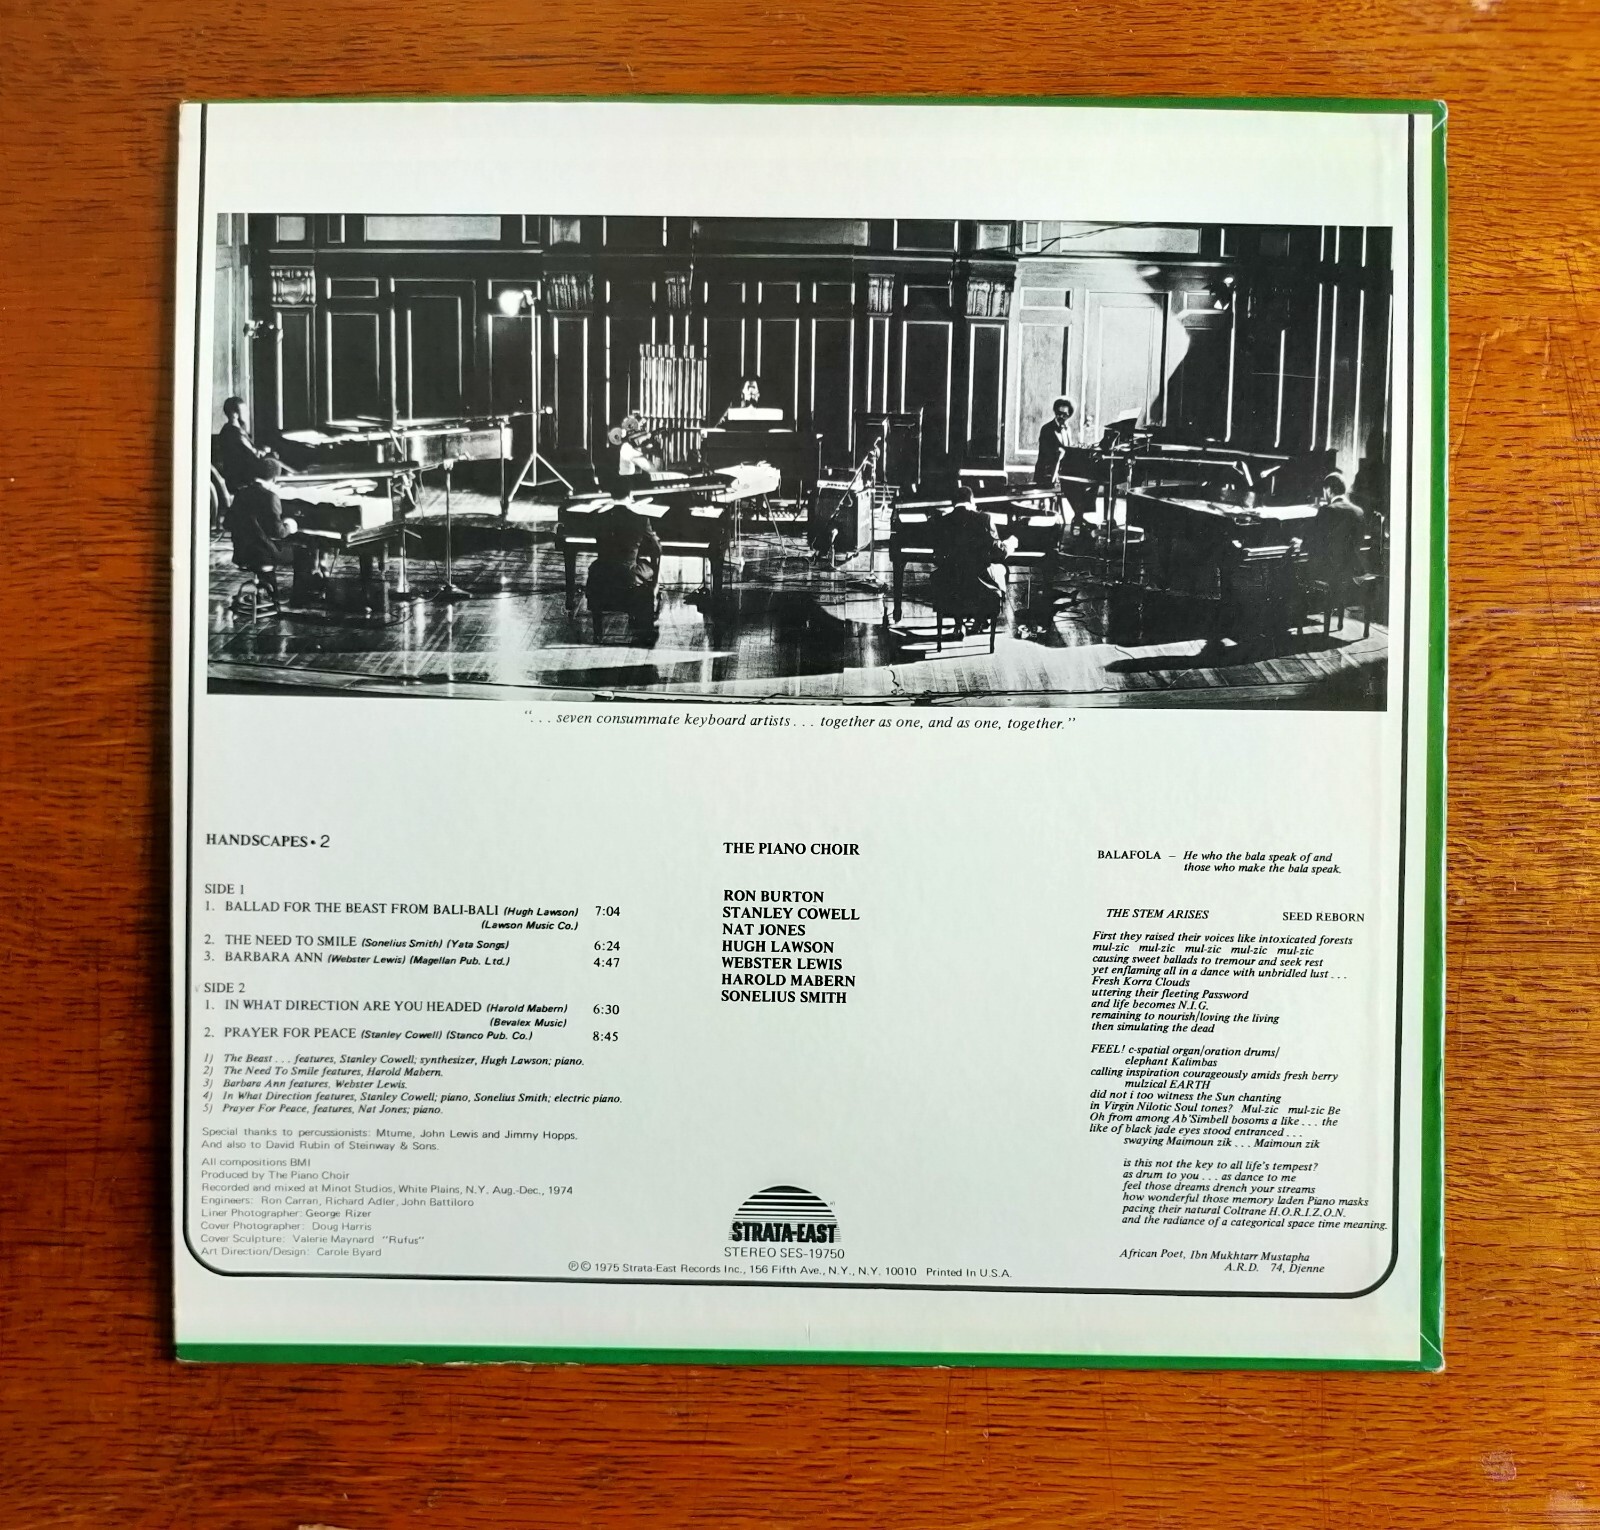 “. . . seven consummate keyboard artists . . . together as one, and as one, together.”
HANDSCAPES • 2
SIDE 1
1. BALLAD FOR THE BEAST FROM BALI-BALI (Hugh Lawson) 7:04
(Lawson Music Co.)
2. THE NEED TO SMILE (Sonelius Smith) (Yata Songs) 6:24
3. BARBARA ANN (Webster Lewis) (Magellan Pub. Ltd.) 4:47
SIDE 2
1. IN WHAT DIRECTION ARE YOU HEADED (Harold Mabern) 6:30
(Bevalex Music)
2. PRAYER FOR PEACE (Stanley Cowell) (Stanco Pub. Co.) 8:45
1) The Beast . . . features, Stanley Cowell; synthesizer, Hugh Lawson; piano.
2) The Need To Smile features, Harold Mabern.
3) Barbara Ann features, Webster Lewis.
4) In What Direction features, Stanley Cowell; piano, Sonelius Smith; electric piano.
5) Prayer For Peace, features, Nat Jones; piano.
Special thanks to percussionists: Mtume, John Lewis and Jimmy Hopps.
And also to David Rubin of Steinway & Sons.
All compositions BMI
Produced by The Piano Choir
Recorded and mixed at Minot Studios, White Plains, N.Y. Aug.-Dec., 1974
Engineers: Ron Carran, Richard Adler, John Battiloro
Liner Photographer: George Rizer
Cover Photographer: Doug Harris
Cover Sculpture: Valerie Maynard “Rufus”
Art Direction/Design: Carole Byard
THE PIANO CHOIR
RON BURTON
STANLEY COWELL
NAT JONES
HUGH LAWSON
WEBSTER LEWIS
HAROLD MABERN
SONELIUS SMITH
STRATA-EAST
STEREO SES-19750
℗ © 1975 Strata-East Records Inc., 156 Fifth Ave., N.Y., N.Y. 10010 Printed In U.S.A.
BALAFOLA – He who the bala speak of and
those who make the bala speak.
THE STEM ARISES SEED REBORN
First they raised their voices like intoxicated forests
mul-zic mul-zic mul-zic mul-zic mul-zic
causing sweet ballads to tremour and seek rest
yet enflaming all in a dance with unbridled lust . . .
Fresh Korra Clouds
uttering their fleeting Password
and life becomes N.I.G.
remaining to nourish/loving the living
then simulating the dead
FEEL! c-spatial organ/oration drums/
elephant Kalimbas
calling inspiration courageously amids fresh berry
mulzical EARTH
did not i too witness the Sun chanting
in Virgin Nilotic Soul tones? Mul-zic mul-zic Be
Oh from among Ab'Simbell bosoms a like . . . the
like of black jade eyes stood entranced . . .
swaying Maimoun zik . . . Maimoun zik
is this not the key to all life's tempest?
as drum to you . . . as dance to me
feel those dreams drench your streams
how wonderful those memory laden Piano masks
pacing their natural Coltrane H.O.R.I.Z.O.N.
and the radiance of a categorical space time meaning.
African Poet, Ibn Mukhtarr Mustapha
A.R.D. 74, Djenne